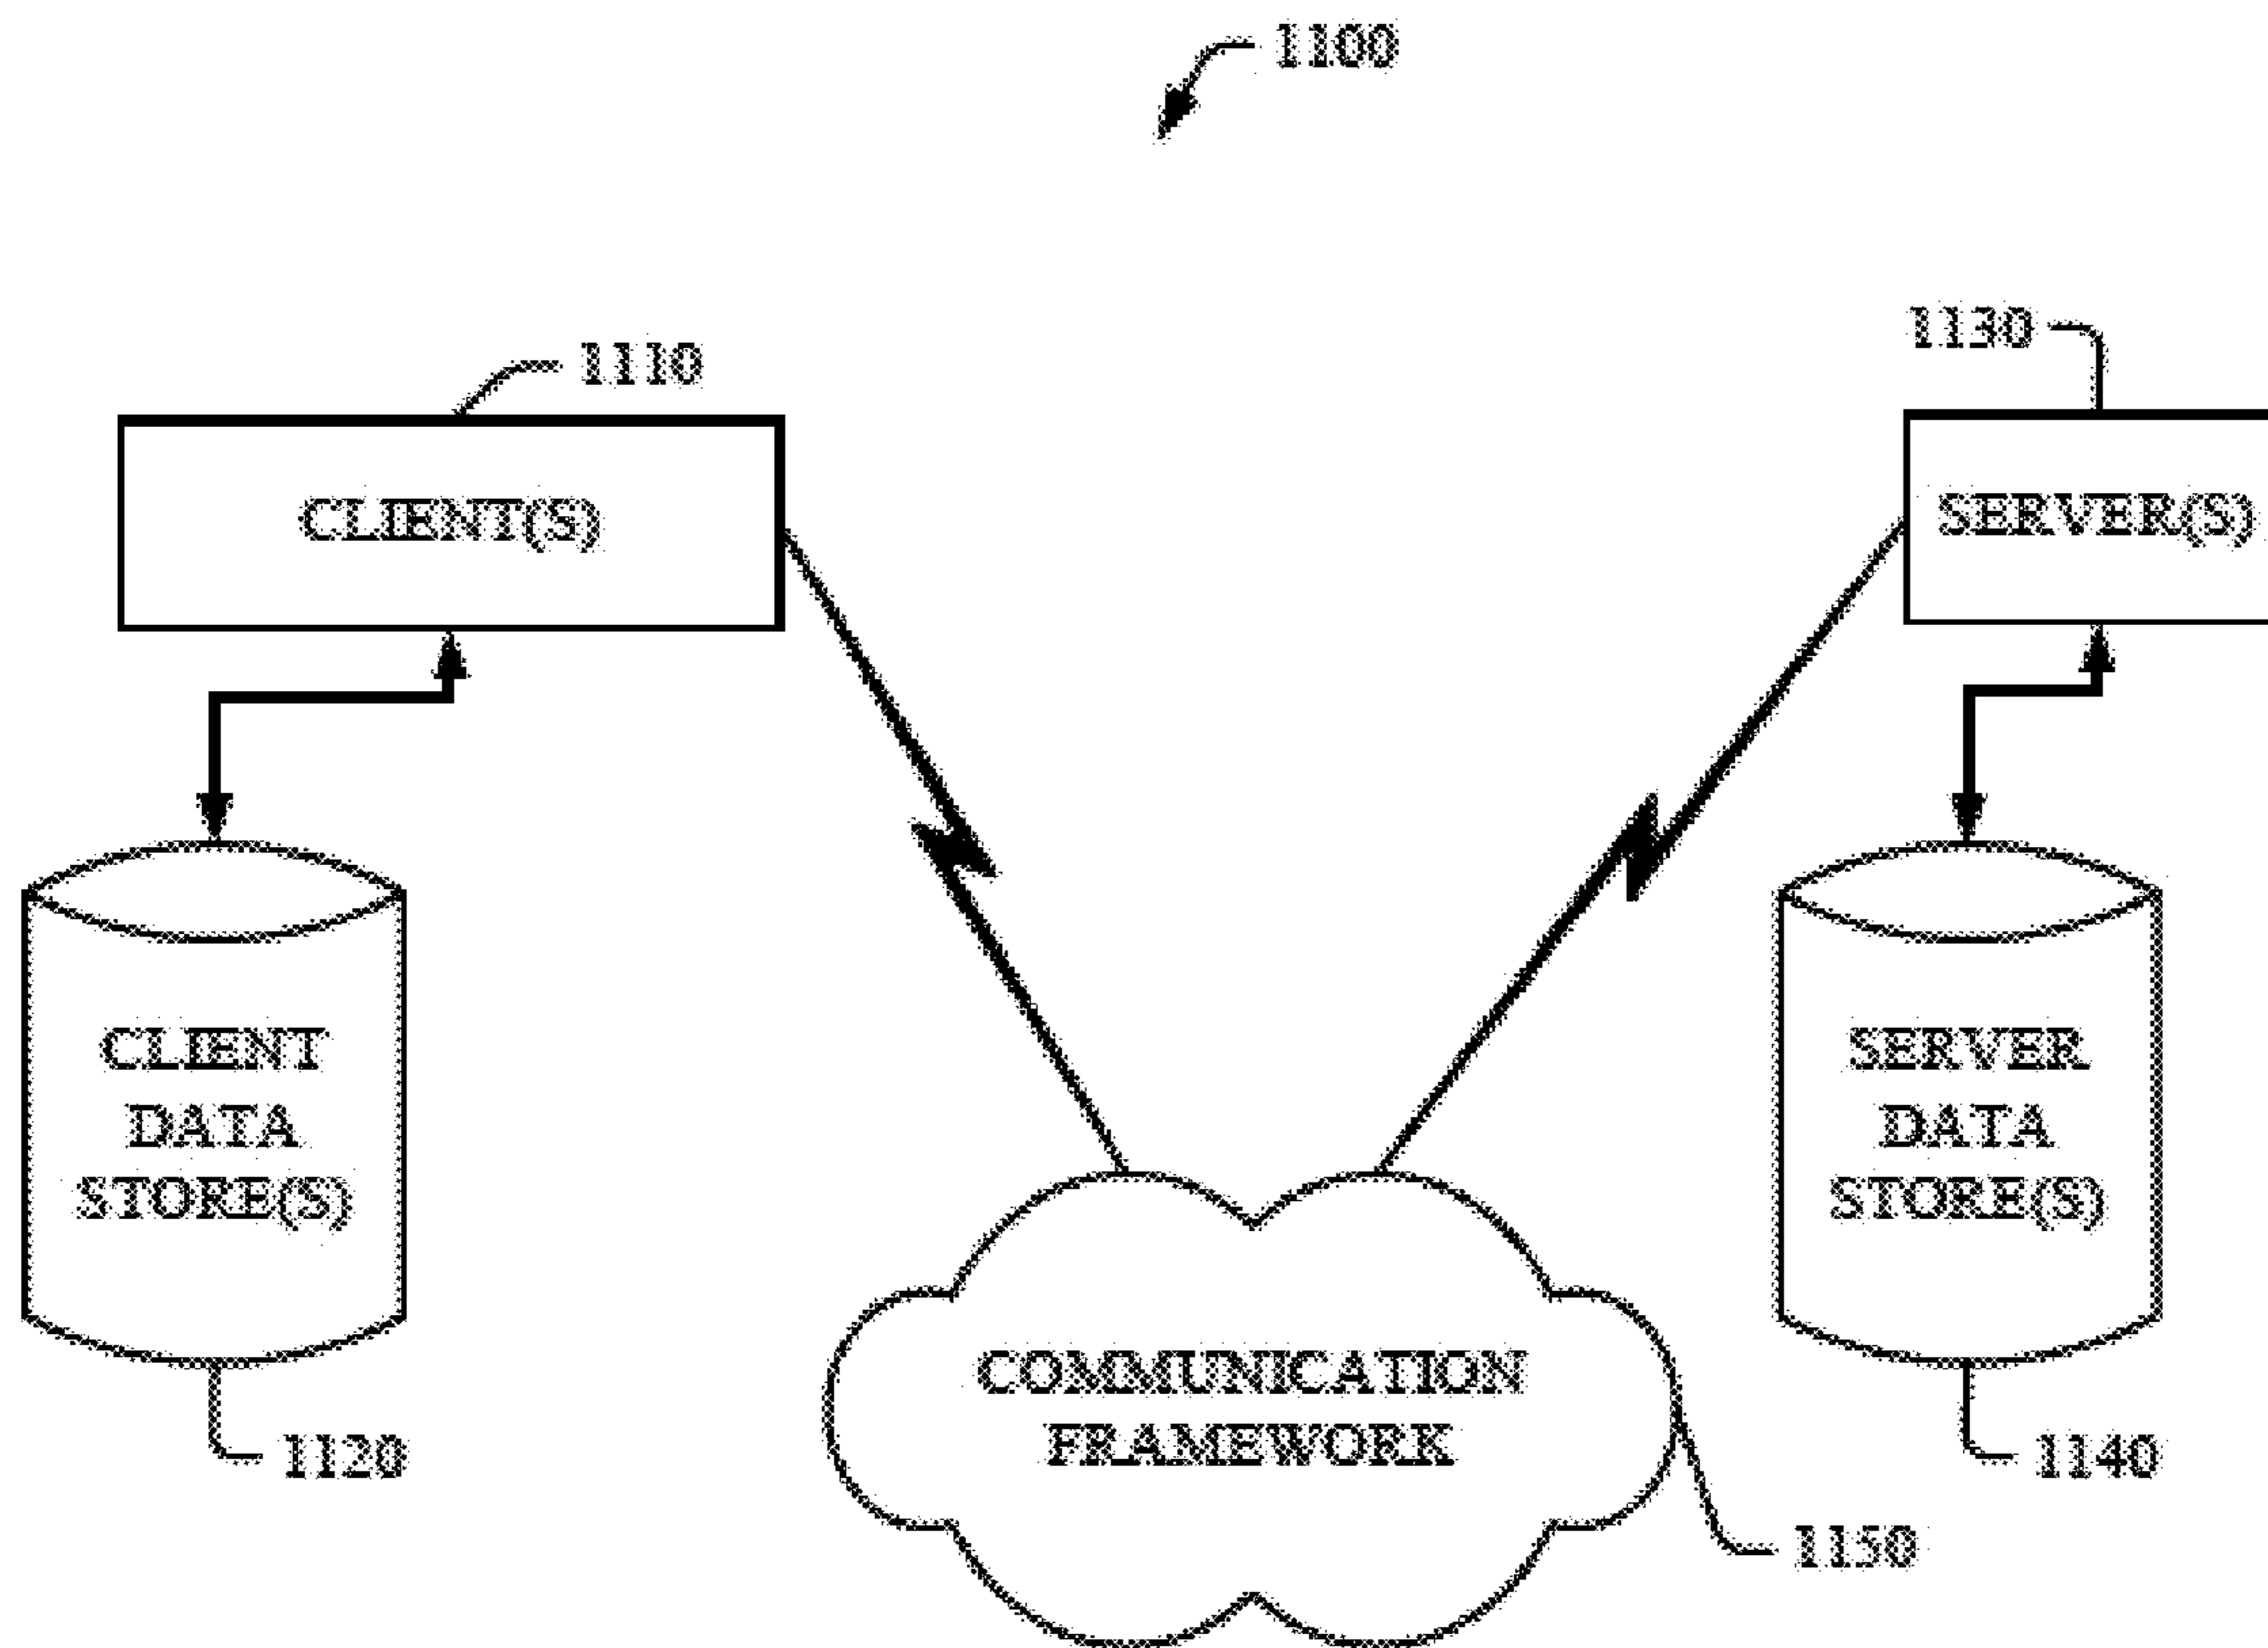 1100
1110
1130
CLIENT(S)
SERVER(S)
CLIENT
DATA
STORE(S)
SERVER
DATA
STORE(S)
COMMUNICATION
FRAMEWORK
1120
1140
1150